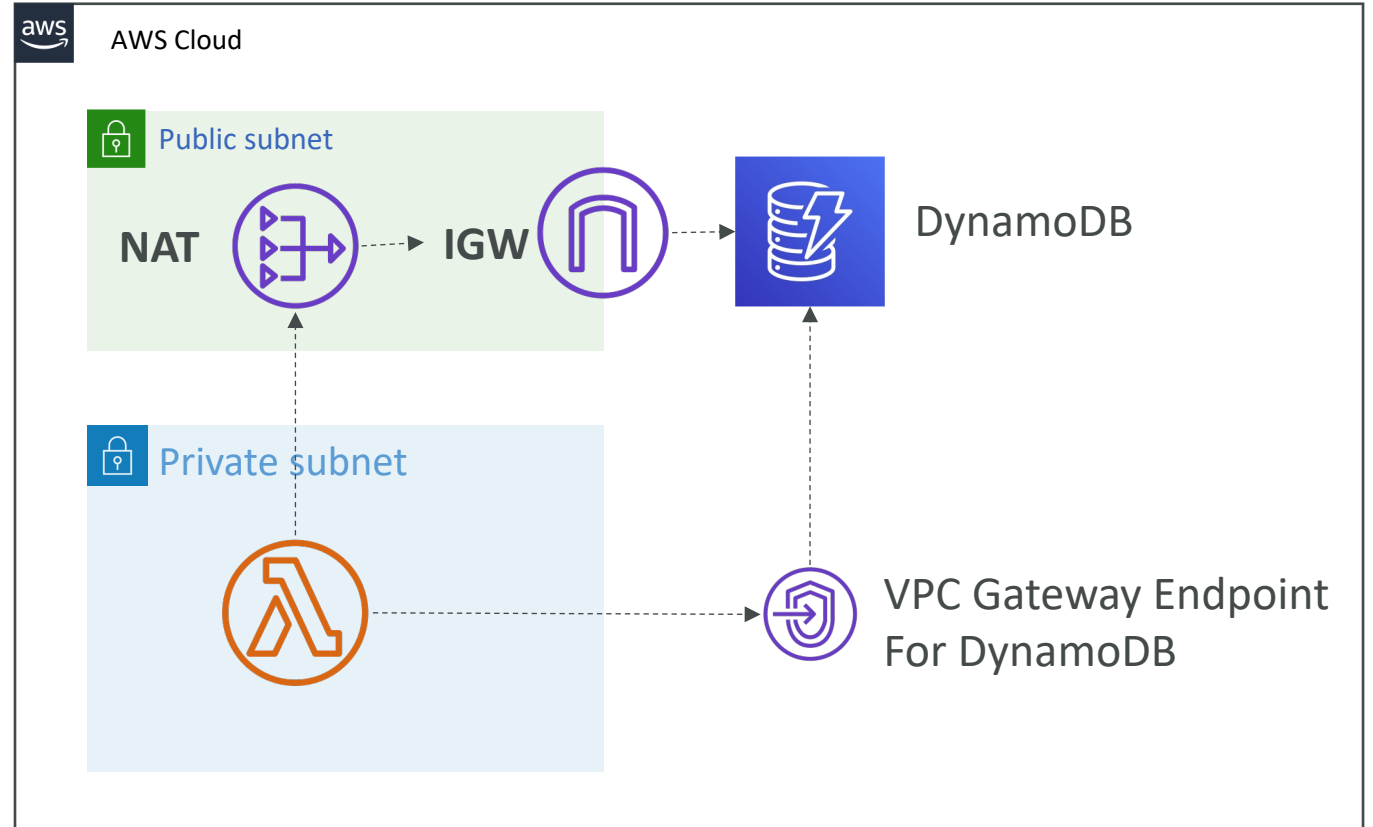 aws
AWS Cloud
Public subnet
NAT
IGW
DynamoDB
Private subnet
VPC Gateway Endpoint
For DynamoDB